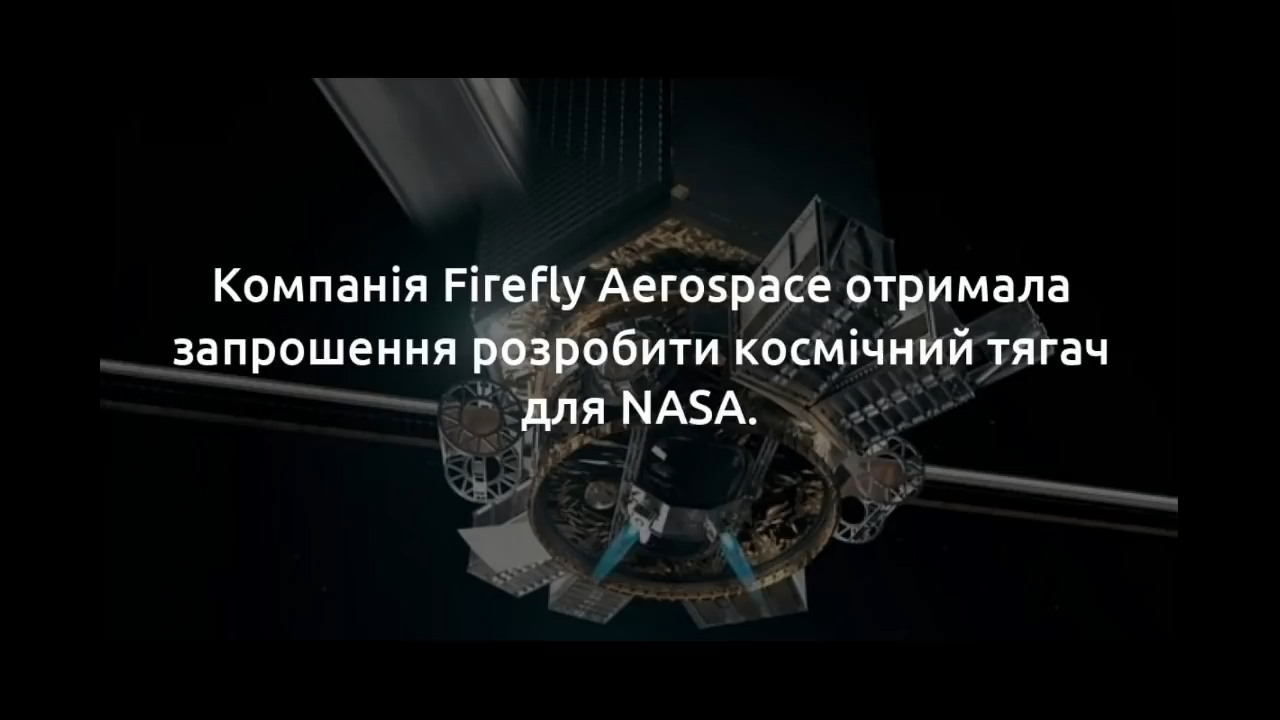 Компанія Firefly Aerospace отримала
запрошення розробити космічний тягач
для NASA.